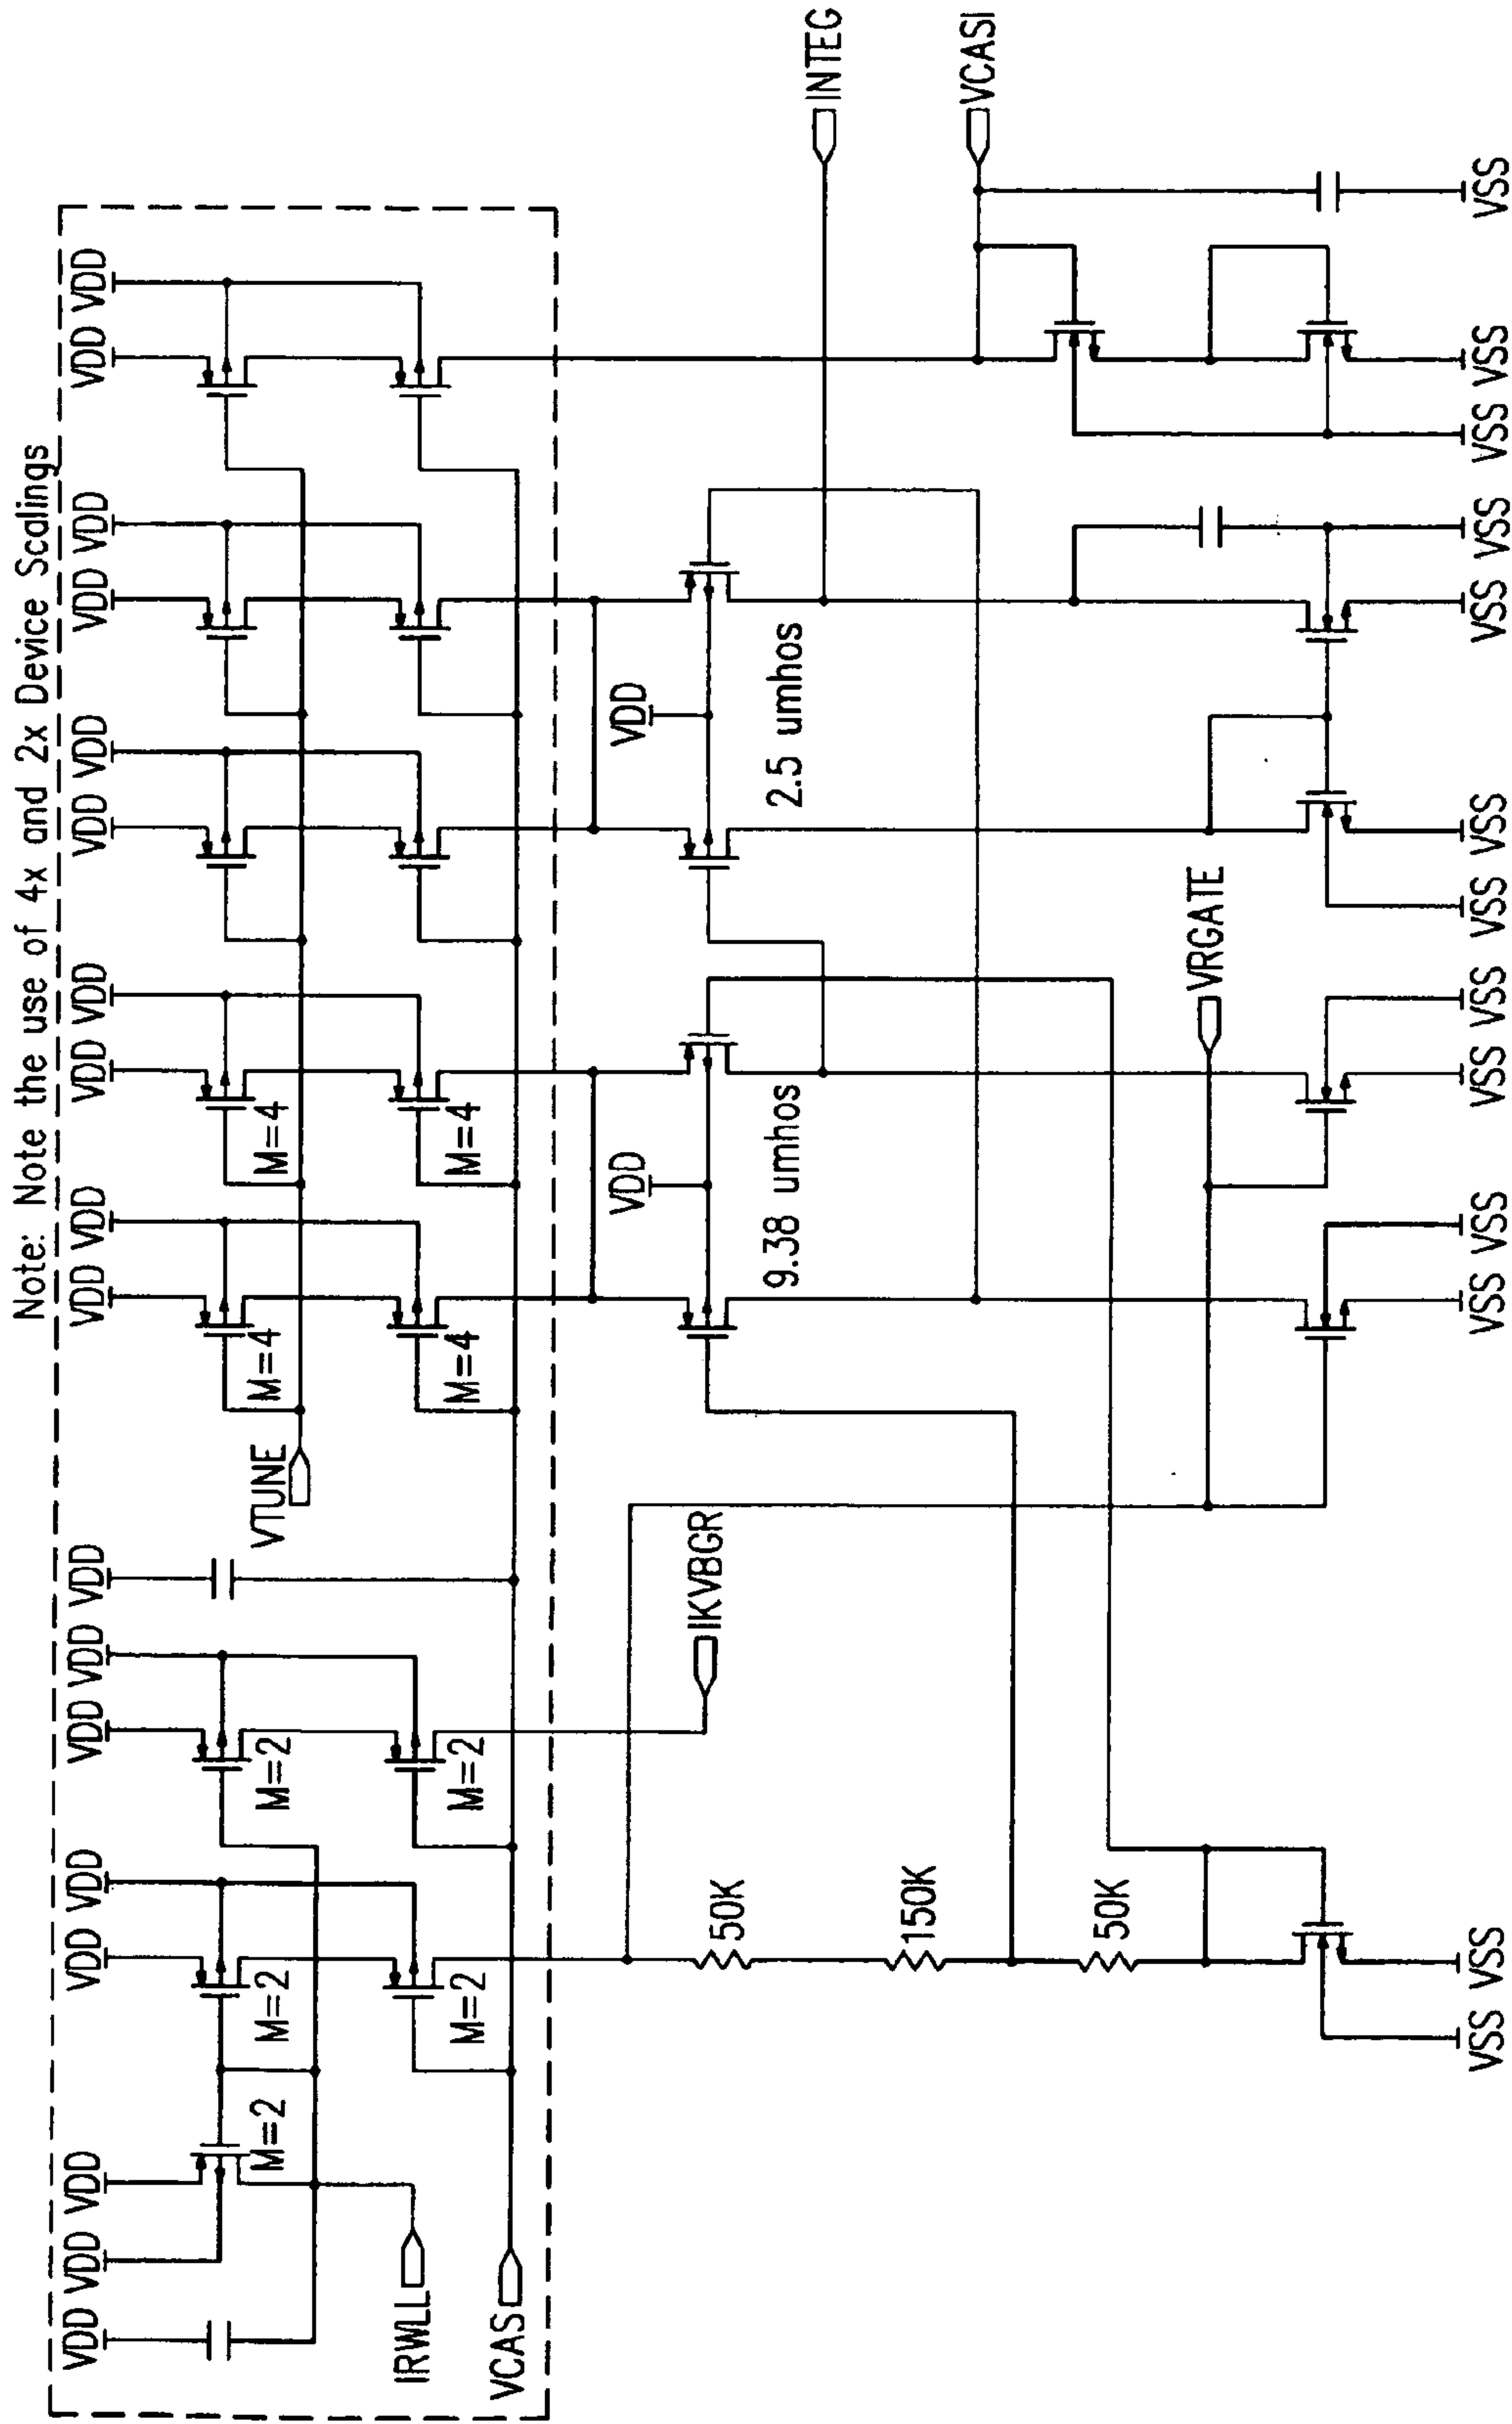 Note: Note the use of 4x and 2x Device Scalings
VDD VDD VDD VDD VDD VDD VDD VDD VDD VDD VDD VDD VDD VDD VDD VDD VDD VDD
M=2 M=2 M=2 VTUNE M=4 M=4
IRWLL M=2 M=2 M=4 M=4
VCAS
VDD VDD
IKVBGR
50K
9.38 umhos 2.5 umhos
INTEG
150K
VCASI
50K
VRGATE
VSS VSS VSS VSS VSS VSS VSS VSS VSS VSS VSS VSS VSS